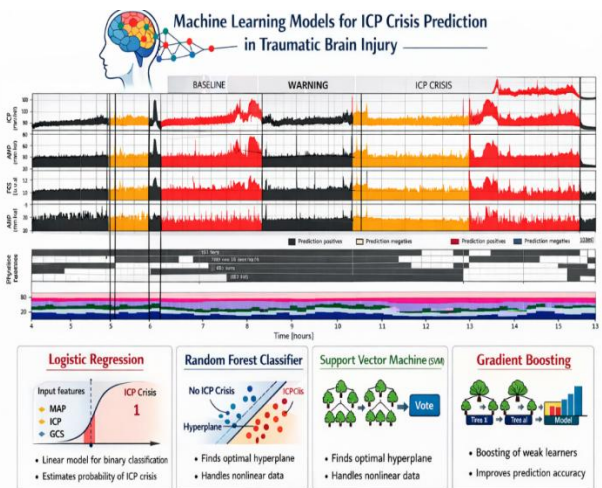 Machine Learning Models for ICP Crisis Prediction
in Traumatic Brain Injury
BASELINE
WARNING
ICP CRISIS
ICP
AMP
AMP
Prediction positives
Prediction megeties
Prediction positives
Prediction megeties
80
20
4 5 6 7 8 9 10 11 12 13 14 15 13
Time [hours]
Logistic Regression
Input features
MAP
ICP
GCS
ICP Crisis
1
• Linear model for binary classification
• Estimates probability of ICP crisis
Random Forest Classifier
No ICP Crisis
Hyperplane
• Finds optimal hyperplane
• Handles nonlinear data
Support Vector Machine (SVM)
Vote
• Finds optimal hyperplane
• Handles nonlinear data
Gradient Boosting
Model
• Boosting of weak learners
• Improves prediction accuracy